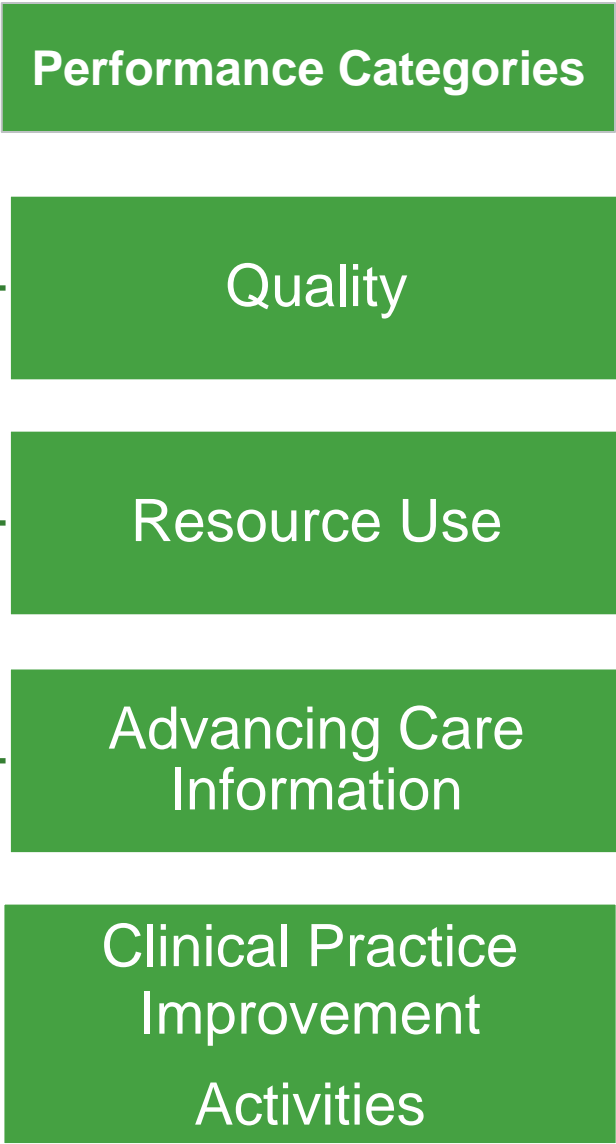 Performance Categories
Quality
Resource Use
Advancing Care
Information
Clinical Practice
Improvement
Activities